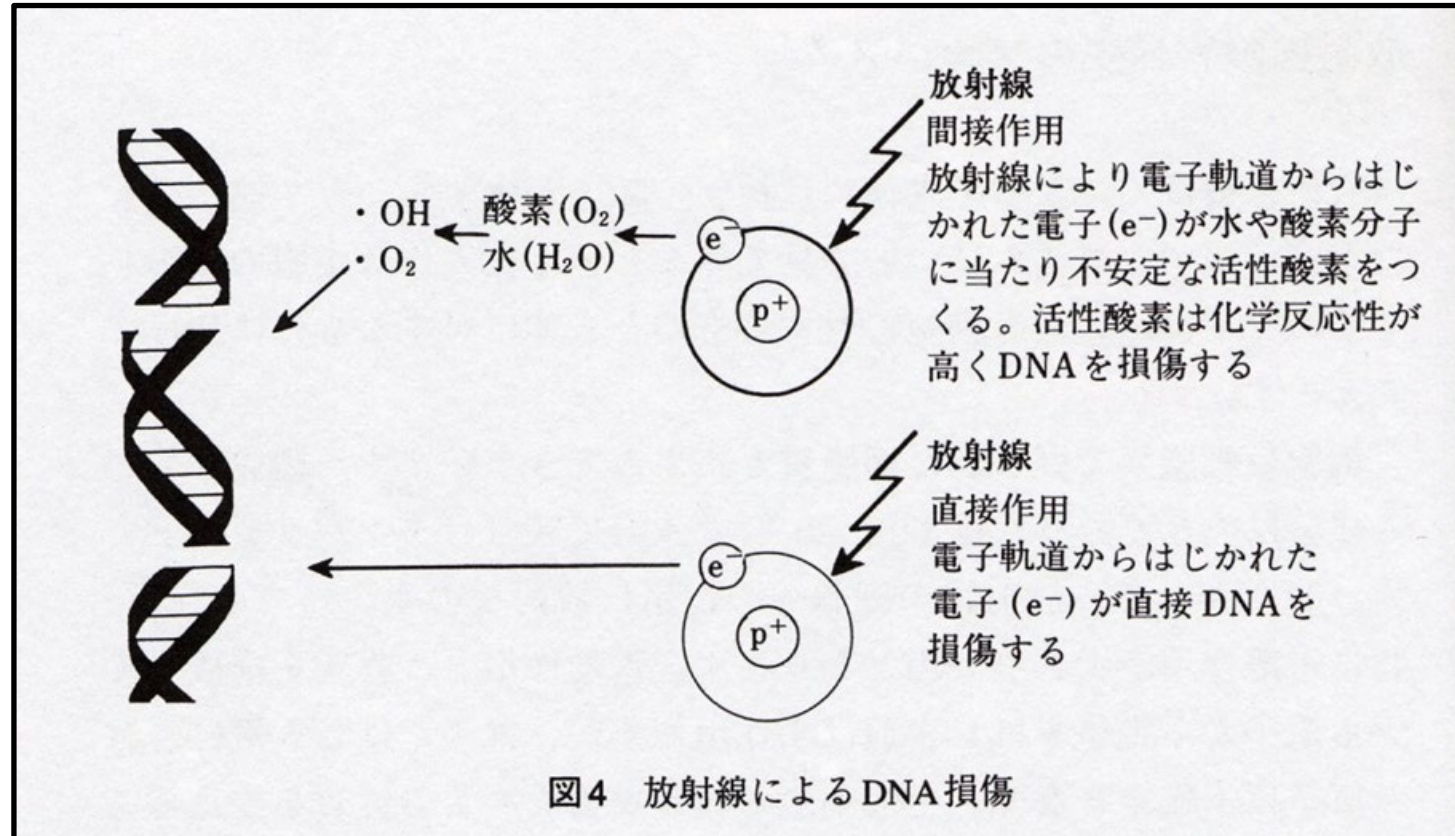 放射線
間接作用
放射線により電子軌道からはじ
かれた電子(e⁻)が水や酸素分子
に当たり不安定な活性酸素をつ
くる。活性酸素は化学反応性が
高くDNAを損傷する
・OH
・O₂
酸素(O₂)
水(H₂O)
e⁻
p⁺
放射線
直接作用
電子軌道からはじかれた
電子(e⁻)が直接DNAを
損傷する
e⁻
p⁺
図4 放射線によるDNA損傷